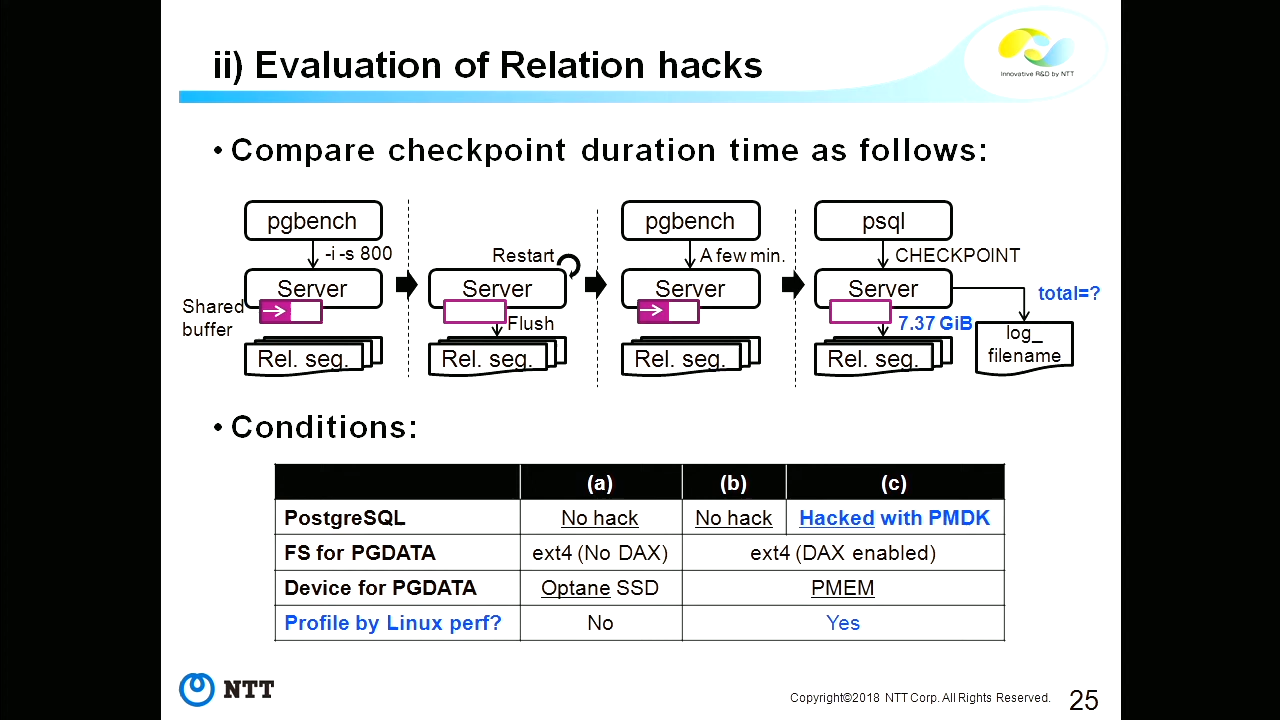 ii) Evaluation of Relation hacks
Innovative R&D by NTT
• Compare checkpoint duration time as follows:
pgbench
-i -s 800
Server
Shared
buffer
Rel. seg.
Restart
Server
Flush
Rel. seg.
pgbench
A few min.
Server
Rel. seg.
psql
CHECKPOINT
Server
total=?
7.37 GiB
Rel. seg.
log_
filename
• Conditions:
(a) (b) (c)
PostgreSQL No hack No hack Hacked with PMDK
FS for PGDATA ext4 (No DAX) ext4 (DAX enabled)
Device for PGDATA Optane SSD PMEM
Profile by Linux perf? No Yes
NTT
Copyright©2018 NTT Corp. All Rights Reserved.
25